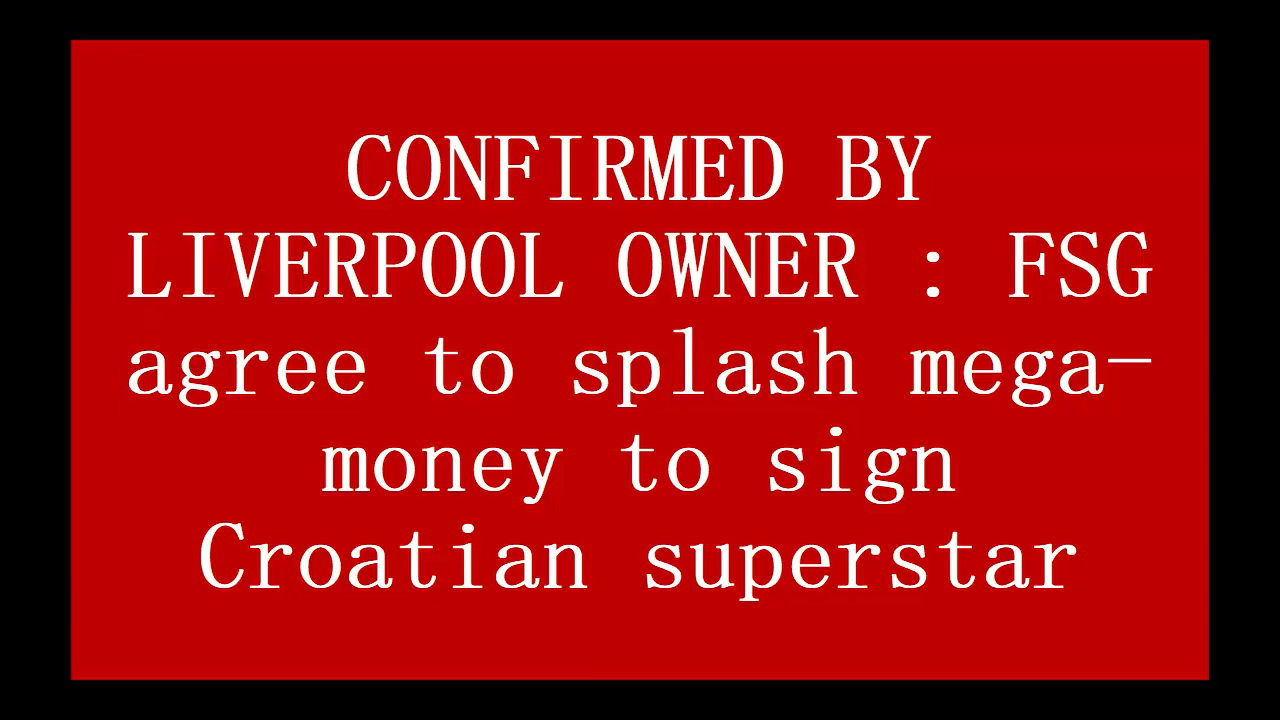 CONFIRMED BY
LIVERPOOL OWNER : FSG
agree to splash mega-
money to sign
Croatian superstar